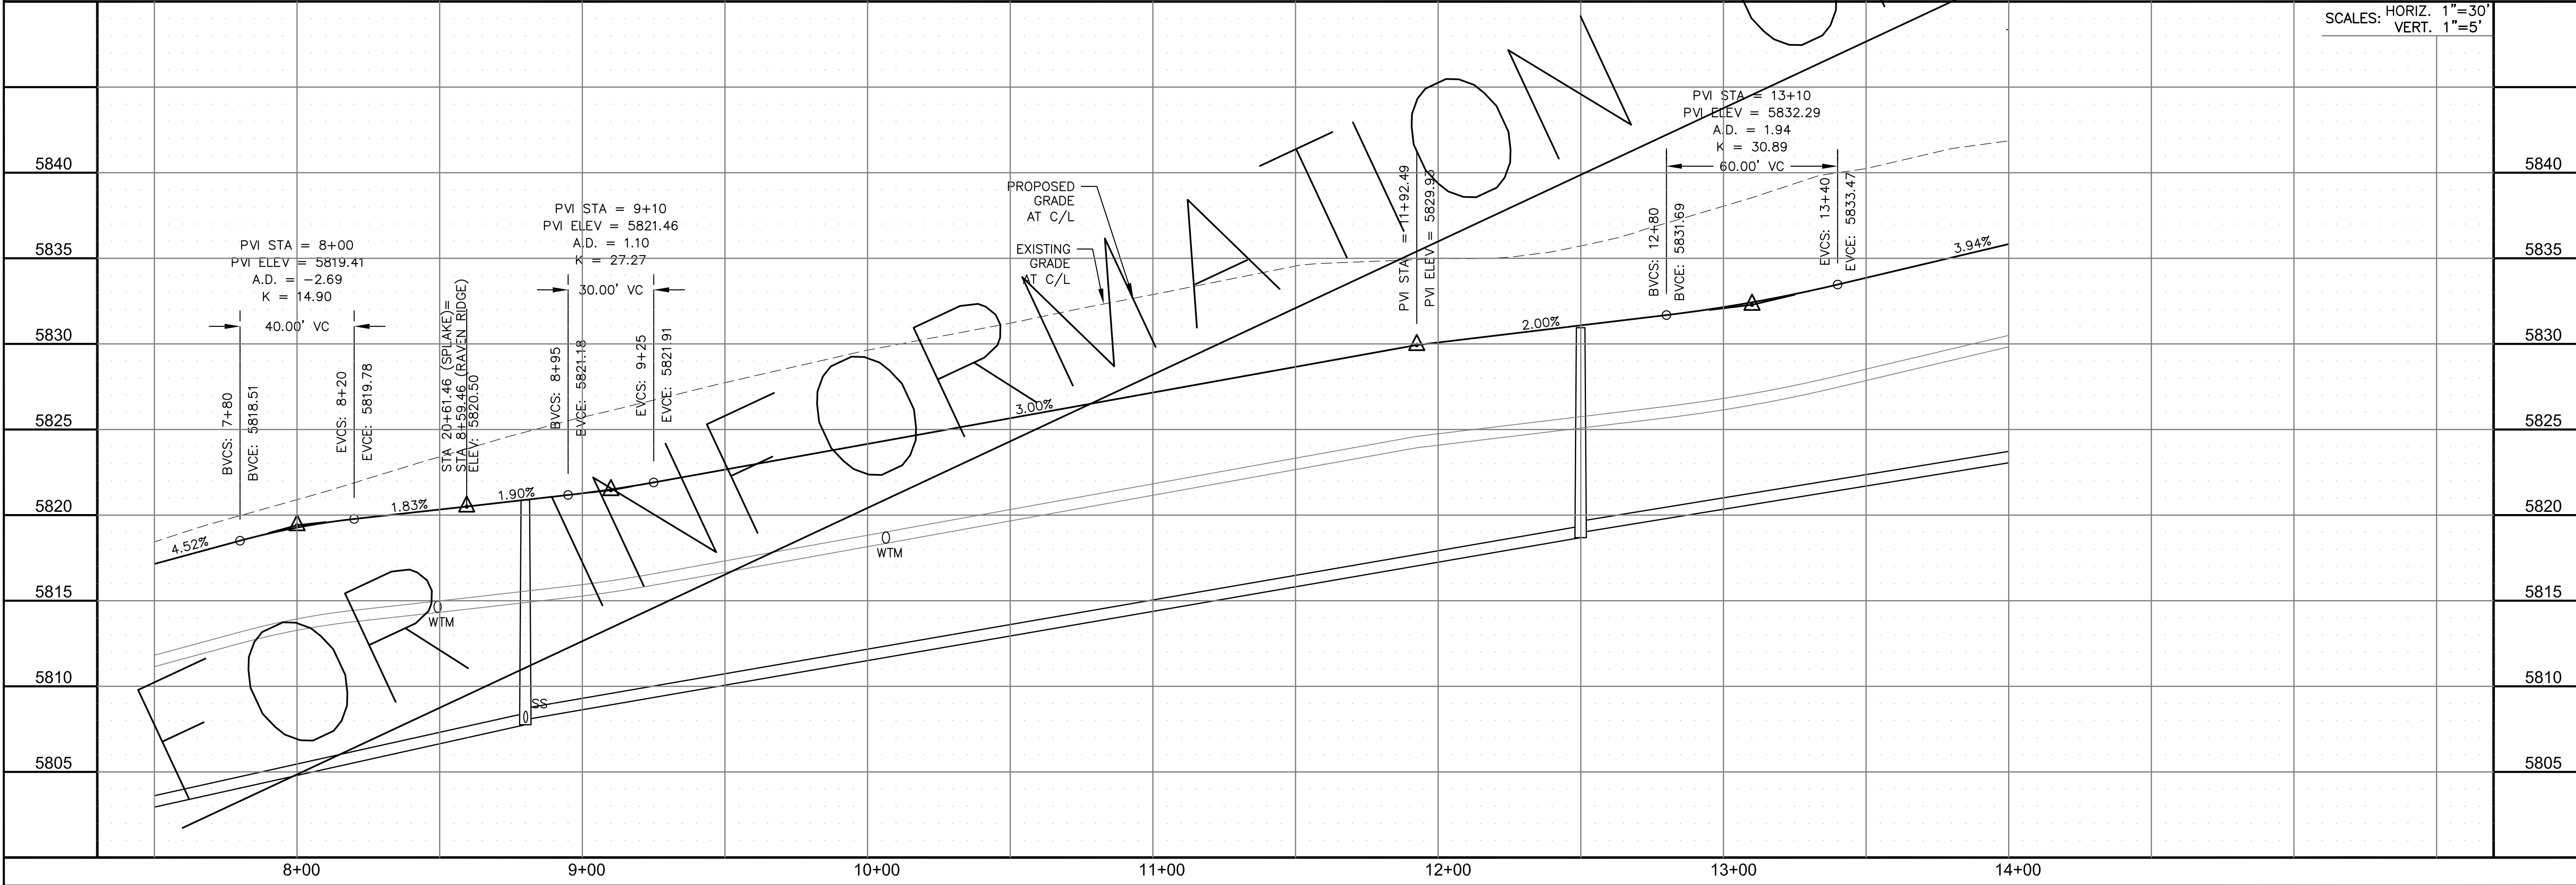 SCALES: HORIZ. 1"=30'
VERT. 1"=5'
PVI STA = 13+10
PVI ELEV = 5832.29
A.D. = 1.94
K = 30.89
60.00' VC
BVCS: 12+80
BVCE: 5831.69
EVCS: 13+40
EVCE: 5833.47
3.94%
PVI STA = 11+92.49
2.00%
PROPOSED
GRADE
AT C/L
EXISTING
GRADE
AT C/L
3.00%
PVI STA = 9+10
PVI ELEV = 5821.46
A.D. = 1.10
K = 27.27
30.00' VC
BVCS: 8+95
BVCE: 5821.18
EVCS: 9+25
EVCE: 5821.91
PVI STA = 8+00
PVI ELEV = 5819.41
A.D. = -2.69
K = 14.90
40.00' VC
BVCS: 7+80
BVCE: 5818.51
EVCS: 8+20
EVCE: 5819.78
STA 20+61.46 (SPLAKE)=
STA 8+59.46 (RAVEN RIDGE)
ELEV: 5820.50
4.52%
1.83%
1.90%
WTM
WTM
SS
FOR INFORMATION
5840
5835
5830
5825
5820
5815
5810
5805
5840
5835
5830
5825
5820
5815
5810
5805
8+00
9+00
10+00
11+00
12+00
13+00
14+00